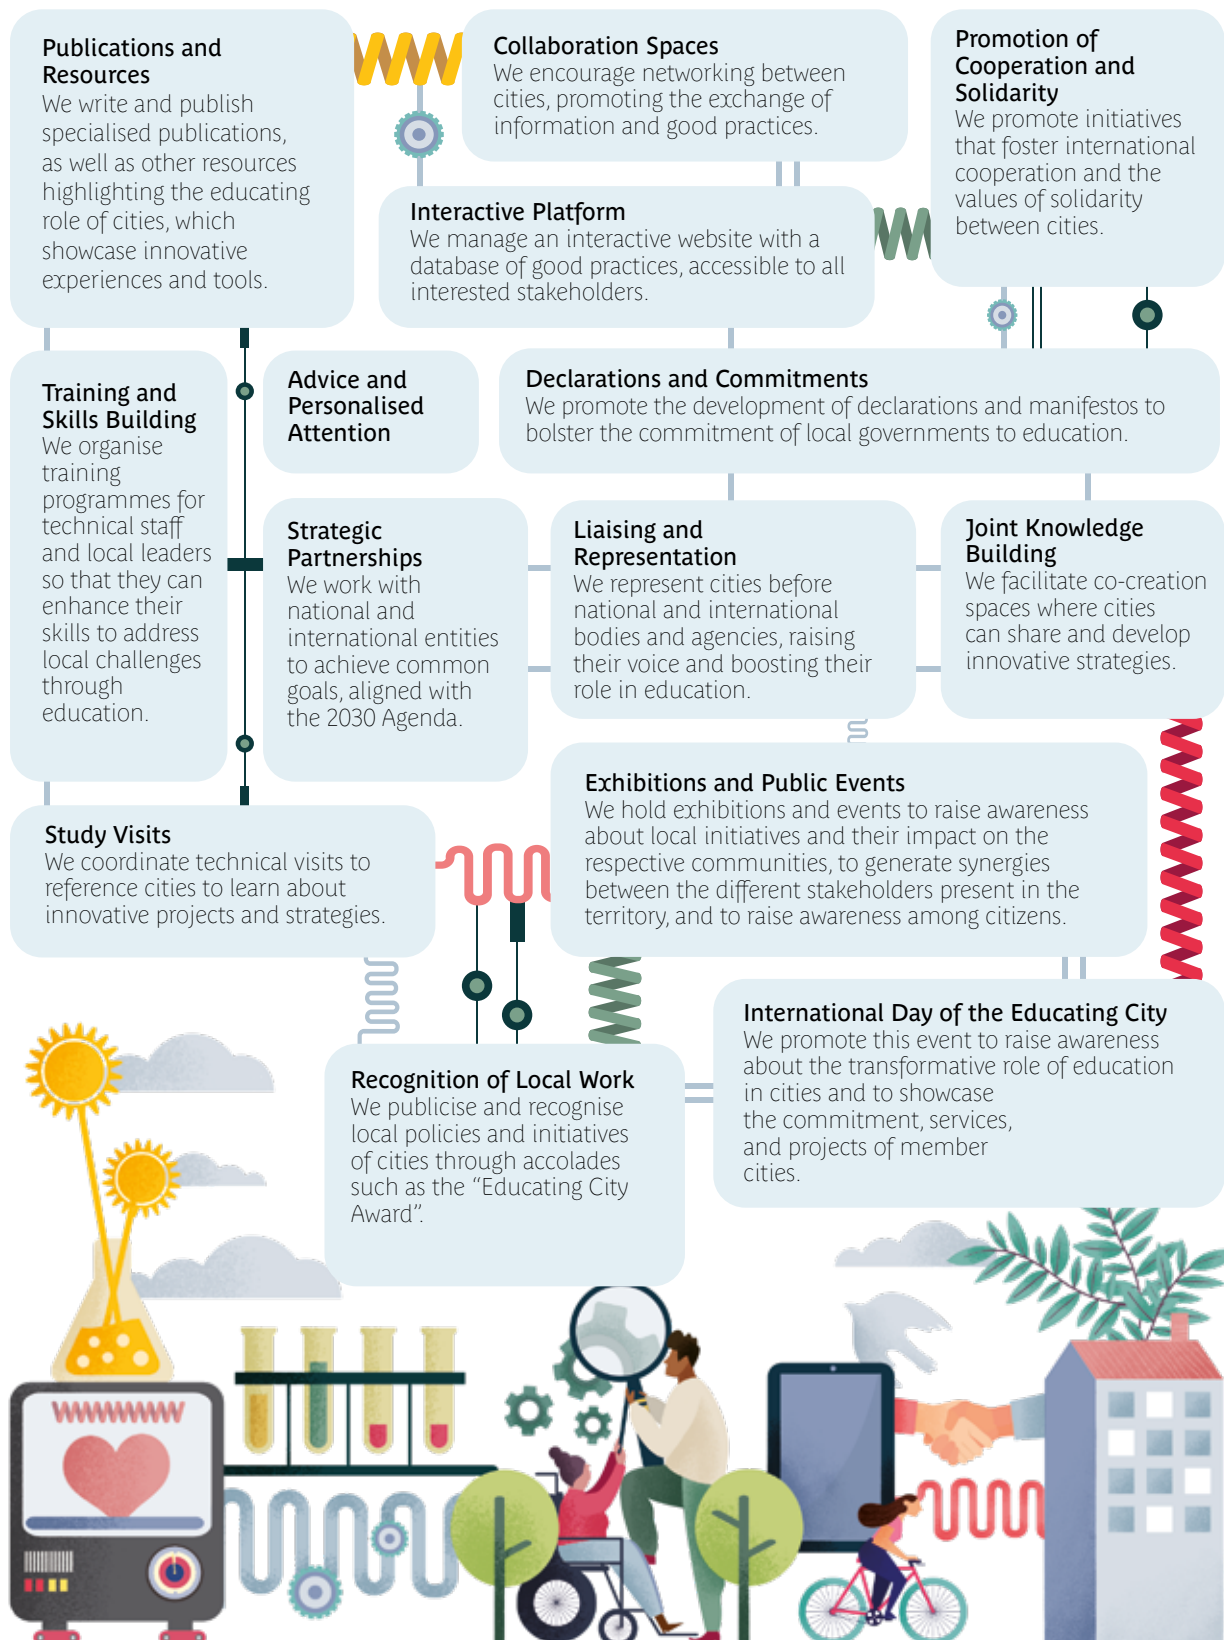 Publications and
Resources
We write and publish
specialised publications,
as well as other resources
highlighting the educating
role of cities, which
showcase innovative
experiences and tools.
Collaboration Spaces
We encourage networking between
cities, promoting the exchange of
information and good practices.
Promotion of
Cooperation and
Solidarity
We promote initiatives
that foster international
cooperation and the
values of solidarity
between cities.
Interactive Platform
We manage an interactive website with a
database of good practices, accessible to all
interested stakeholders.
Training and
Skills Building
We organise
training
programmes for
technical staff
and local leaders
so that they can
enhance their
skills to address
local challenges
through
education.
Advice and
Personalised
Attention
Declarations and Commitments
We promote the development of declarations and manifestos to
bolster the commitment of local governments to education.
Strategic
Partnerships
We work with
national and
international entities
to achieve common
goals, aligned with
the 2030 Agenda.
Liaising and
Representation
We represent cities before
national and international
bodies and agencies, raising
their voice and boosting their
role in education.
Joint Knowledge
Building
We facilitate co-creation
spaces where cities
can share and develop
innovative strategies.
Exhibitions and Public Events
We hold exhibitions and events to raise awareness
about local initiatives and their impact on the
respective communities, to generate synergies
between the different stakeholders present in the
territory, and to raise awareness among citizens.
Study Visits
We coordinate technical visits to
reference cities to learn about
innovative projects and strategies.
International Day of the Educating City
We promote this event to raise awareness
about the transformative role of education
in cities and to showcase
the commitment, services,
and projects of member
cities.
Recognition of Local Work
We publicise and recognise
local policies and initiatives
of cities through accolades
such as the “Educating City
Award”.